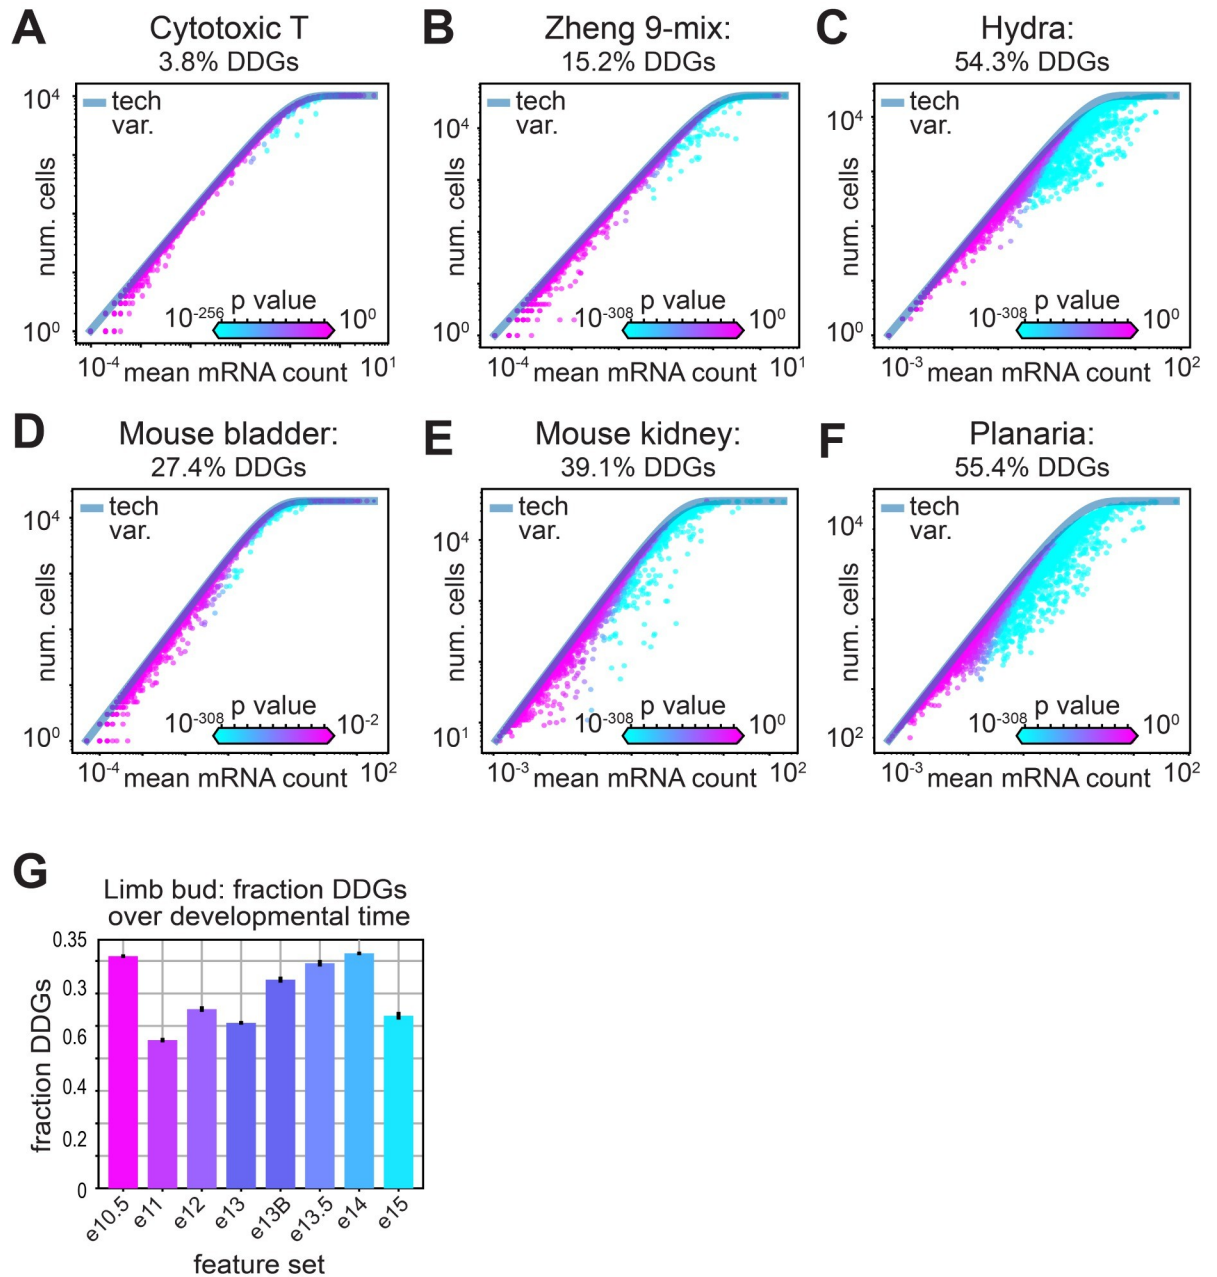 A
Cytotoxic T
3.8% DDGs
tech
var.
10⁴
num. cells
10⁰
p value
10⁻²⁵⁶ 10⁰
10⁻⁴ mean mRNA count 10¹
B
Zheng 9-mix:
15.2% DDGs
tech
var.
10⁴
num. cells
10⁰
p value
10⁻³⁰⁸ 10⁰
10⁻⁴ mean mRNA count 10¹
C
Hydra:
54.3% DDGs
tech
var.
10⁴
num. cells
10⁰
p value
10⁻³⁰⁸ 10⁰
10⁻³ mean mRNA count 10²
D
Mouse bladder:
27.4% DDGs
tech
var.
10⁴
num. cells
10⁰
p value
10⁻³⁰⁸ 10⁻²
10⁻⁴ mean mRNA count 10²
E
Mouse kidney:
39.1% DDGs
tech
var.
10⁴
num. cells
10¹
p value
10⁻³⁰⁸ 10⁰
10⁻³ mean mRNA count 10²
F
Planaria:
55.4% DDGs
tech
var.
10⁴
num. cells
10²
p value
10⁻³⁰⁸ 10⁰
10⁻³ mean mRNA count 10²
G
Limb bud: fraction DDGs
over developmental time
fraction DDGs
0.35
0.3
0.6
0.4
0.2
0
e10.5 e11 e12 e13 e13B e13.5 e14 e15
feature set